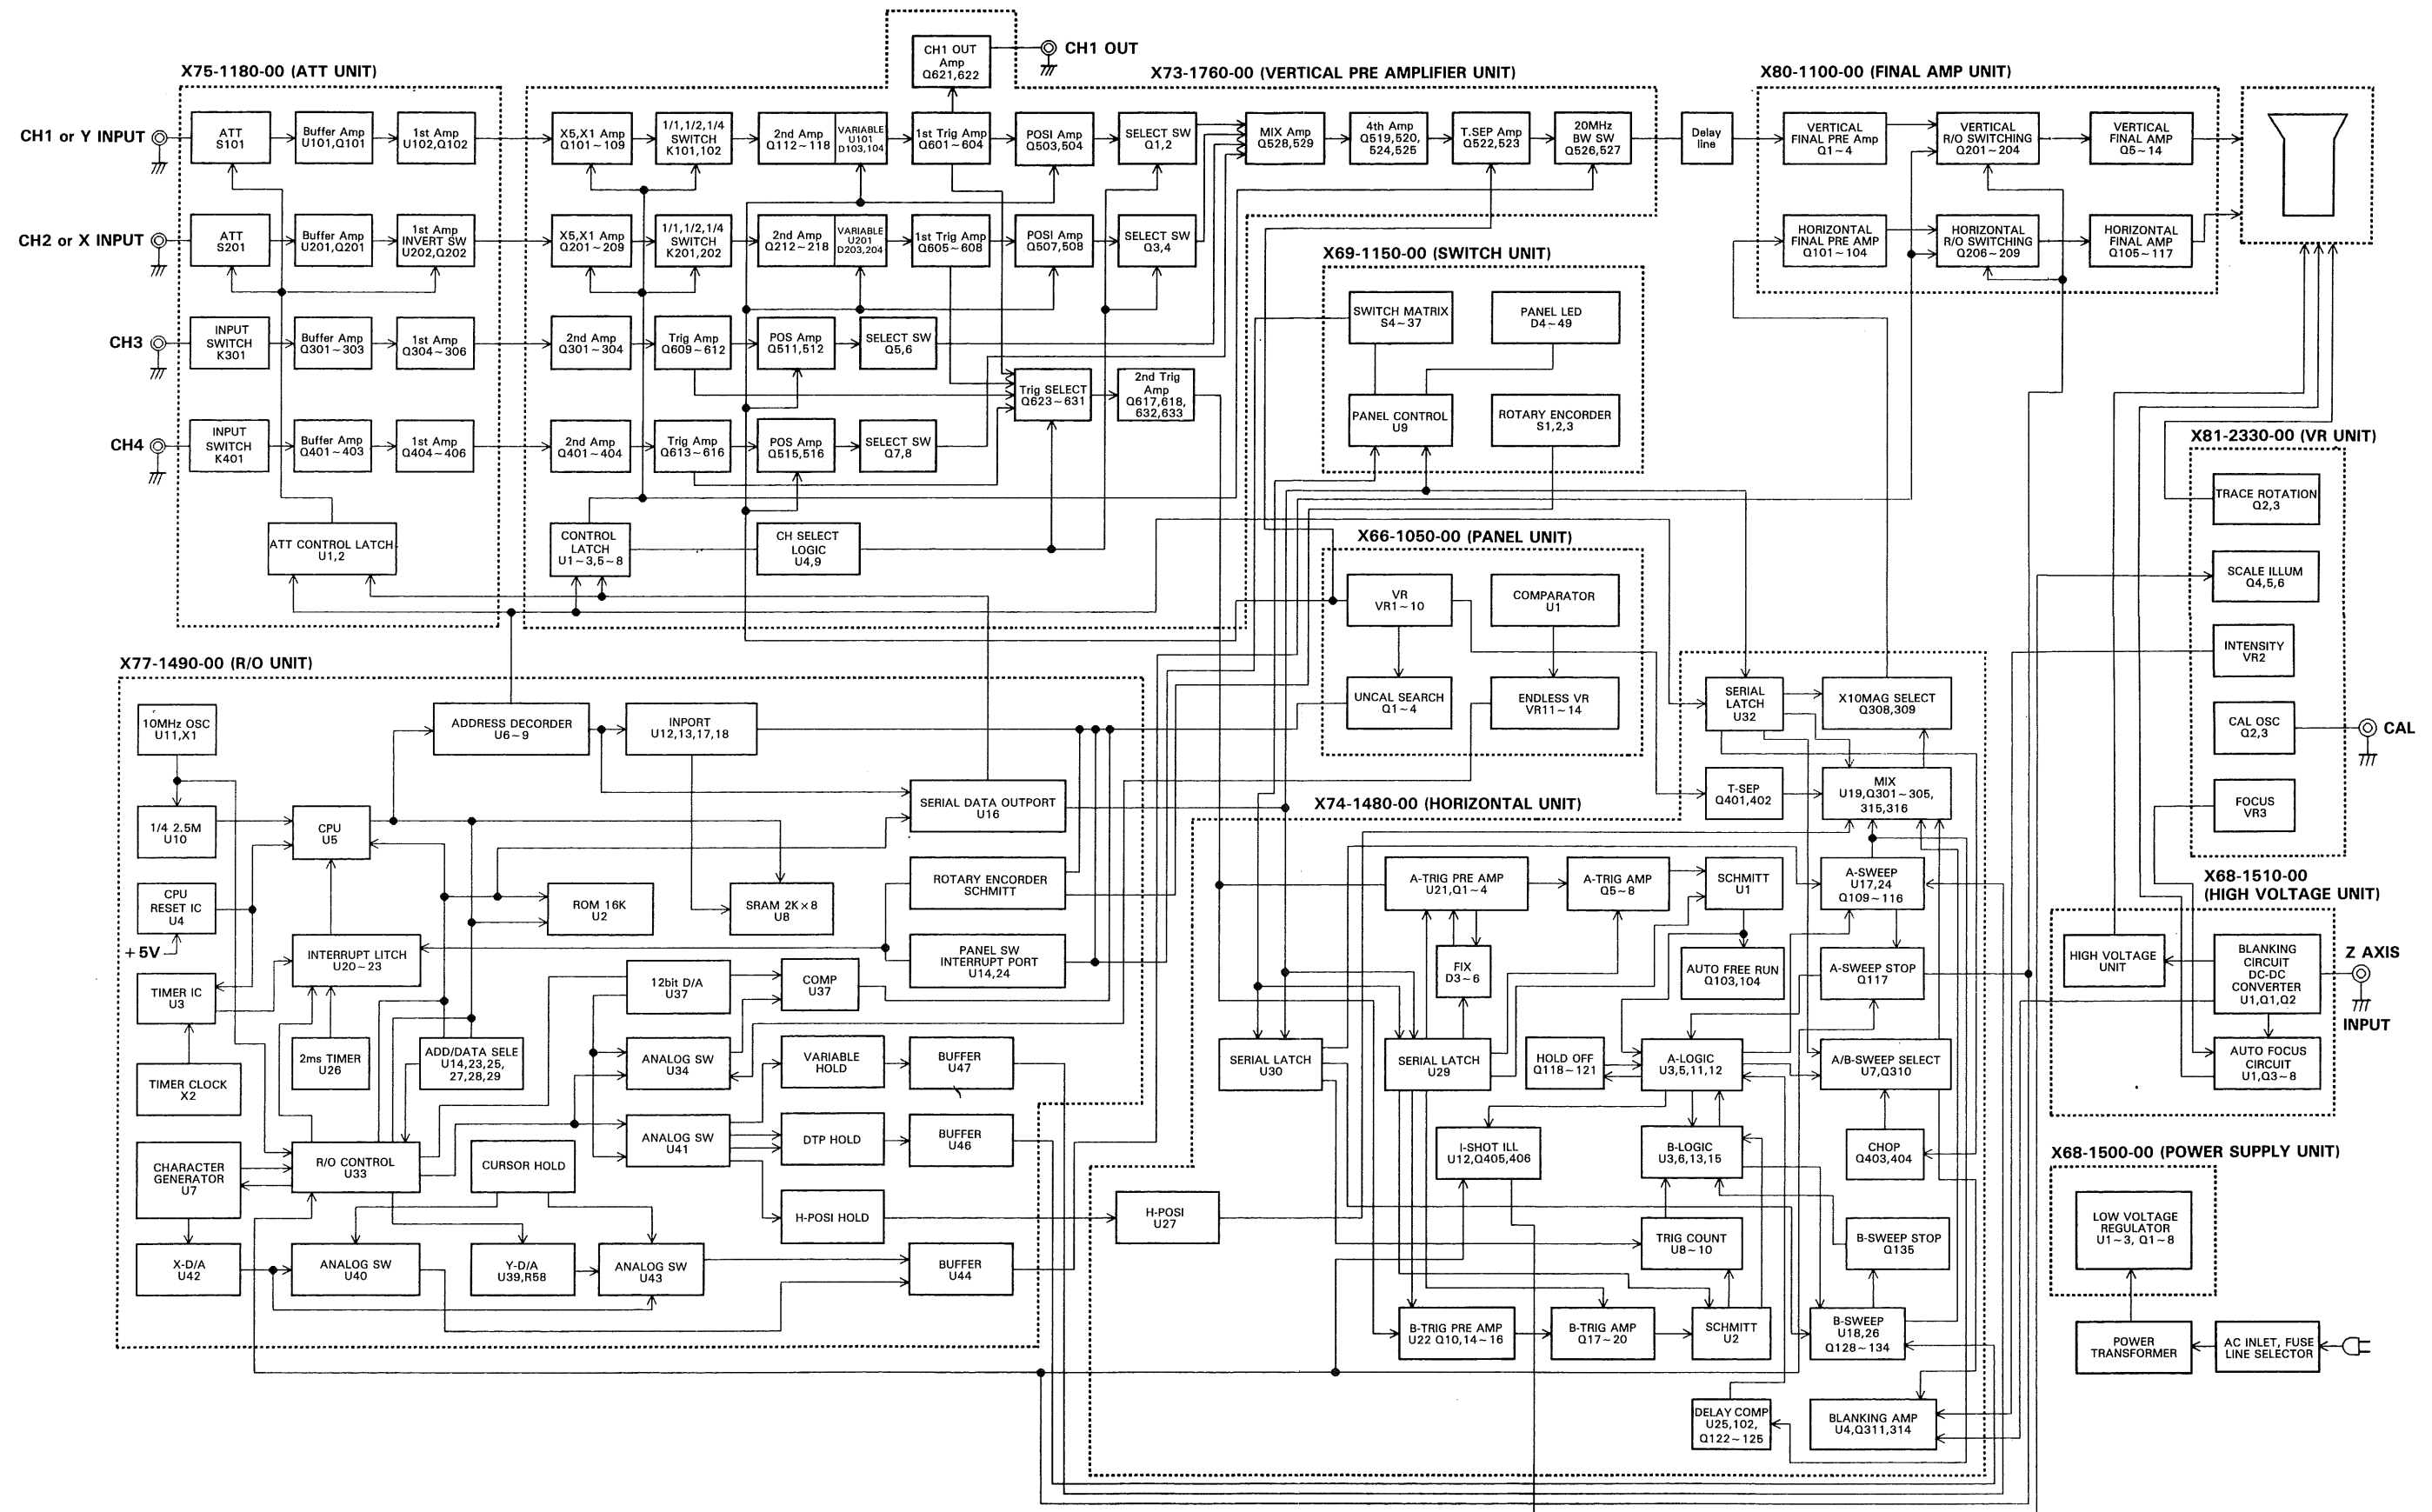 CH1 OUT
Amp
Q621,622
CH1 OUT
X75-1180-00 (ATT UNIT)
X73-1760-00 (VERTICAL PRE AMPLIFIER UNIT)
X80-1100-00 (FINAL AMP UNIT)
CH1 or Y INPUT
ATT
S101
Buffer Amp
U101,Q101
1st Amp
U102,Q102
X5,X1 Amp
Q101~109
1/1,1/2,1/4
SWITCH
K101,102
2nd Amp
Q112~118
VARIABLE
U101
D103,104
1st Trig Amp
Q601~604
POSI Amp
Q503,504
SELECT SW
Q1,2
MIX Amp
Q528,529
4th Amp
Q519,520,
524,525
T.SEP Amp
Q522,523
20MHz
BW SW
Q526,527
Delay
line
VERTICAL
FINAL PRE Amp
Q1~4
VERTICAL
R/O SWITCHING
Q201~204
VERTICAL
FINAL AMP
Q5~14
CH2 or X INPUT
ATT
S201
Buffer Amp
U201,Q201
1st Amp
INVERT SW
U202,Q202
X5,X1 Amp
Q201~209
1/1,1/2,1/4
SWITCH
K201,202
2nd Amp
Q212~218
VARIABLE
U201
D203,204
1st Trig Amp
Q605~608
POSI Amp
Q507,508
SELECT SW
Q3,4
HORIZONTAL
FINAL PRE AMP
Q101~104
HORIZONTAL
R/O SWITCHING
Q206~209
HORIZONTAL
FINAL AMP
Q105~117
X69-1150-00 (SWITCH UNIT)
SWITCH MATRIX
S4~37
PANEL LED
D4~49
CH3
INPUT
SWITCH
K301
Buffer Amp
Q301~303
1st Amp
Q304~306
2nd Amp
Q301~304
Trig Amp
Q609~612
POS Amp
Q511,512
SELECT SW
Q5,6
Trig SELECT
Q623~631
2nd Trig
Amp
Q617,618,
632,633
PANEL CONTROL
U9
ROTARY ENCORDER
S1,2,3
CH4
INPUT
SWITCH
K401
Buffer Amp
Q401~403
1st Amp
Q404~406
2nd Amp
Q401~404
Trig Amp
Q613~616
POS Amp
Q515,516
SELECT SW
Q7,8
X81-2330-00 (VR UNIT)
TRACE ROTATION
Q2,3
ATT CONTROL LATCH
U1,2
CONTROL
LATCH
U1~3,5~8
CH SELECT
LOGIC
U4,9
X66-1050-00 (PANEL UNIT)
VR
VR1~10
COMPARATOR
U1
SCALE ILLUM
Q4,5,6
UNCAL SEARCH
Q1~4
ENDLESS VR
VR11~14
INTENSITY
VR2
X77-1490-00 (R/O UNIT)
10MHz OSC
U11,X1
ADDRESS DECORDER
U6~9
INPORT
U12,13,17,18
SERIAL
LATCH
U32
X10MAG SELECT
Q308,309
CAL OSC
Q2,3
CAL
1/4 2.5M
U10
CPU
U5
SERIAL DATA OUTPORT
U16
X74-1480-00 (HORIZONTAL UNIT)
T-SEP
Q401,402
MIX
U19,Q301~305,
315,316
FOCUS
VR3
CPU
RESET IC
U4
+5V
ROM 16K
U2
SRAM 2K×8
U8
ROTARY ENCORDER
SCHMITT
A-TRIG PRE AMP
U21,Q1~4
A-TRIG AMP
Q5~8
SCHMITT
U1
A-SWEEP
U17,24
Q109~116
X68-1510-00
(HIGH VOLTAGE UNIT)
INTERRUPT LITCH
U20~23
PANEL SW
INTERRUPT PORT
U14,24
FIX
D3~6
AUTO FREE RUN
Q103,104
A-SWEEP STOP
Q117
HIGH VOLTAGE
UNIT
BLANKING
CIRCUIT
DC-DC
CONVERTER
U1,Q1,Q2
Z AXIS
INPUT
TIMER IC
U3
12bit D/A
U37
COMP
U37
TIMER CLOCK
X2
2ms TIMER
U26
ADD/DATA SELE
U14,23,25,
27,28,29
ANALOG SW
U34
VARIABLE
HOLD
BUFFER
U47
SERIAL LATCH
U30
SERIAL LATCH
U29
HOLD OFF
Q118~121
A-LOGIC
U3,5,11,12
A/B-SWEEP SELECT
U7,Q310
AUTO FOCUS
CIRCUIT
U1,Q3~8
CHARACTER
GENERATOR
U7
R/O CONTROL
U33
CURSOR HOLD
ANALOG SW
U41
DTP HOLD
BUFFER
U46
I-SHOT ILL
U12,Q405,406
B-LOGIC
U3,6,13,15
CHOP
Q403,404
X68-1500-00 (POWER SUPPLY UNIT)
H-POSI HOLD
H-POSI
U27
TRIG COUNT
U8~10
B-SWEEP STOP
Q135
LOW VOLTAGE
REGULATOR
U1~3, Q1~8
X-D/A
U42
ANALOG SW
U40
Y-D/A
U39,R58
ANALOG SW
U43
BUFFER
U44
B-TRIG PRE AMP
U22 Q10,14~16
B-TRIG AMP
Q17~20
SCHMITT
U2
B-SWEEP
U18,26
Q128~134
POWER
TRANSFORMER
AC INLET, FUSE
LINE SELECTOR
DELAY COMP
U25,102,
Q122~125
BLANKING AMP
U4,Q311,314